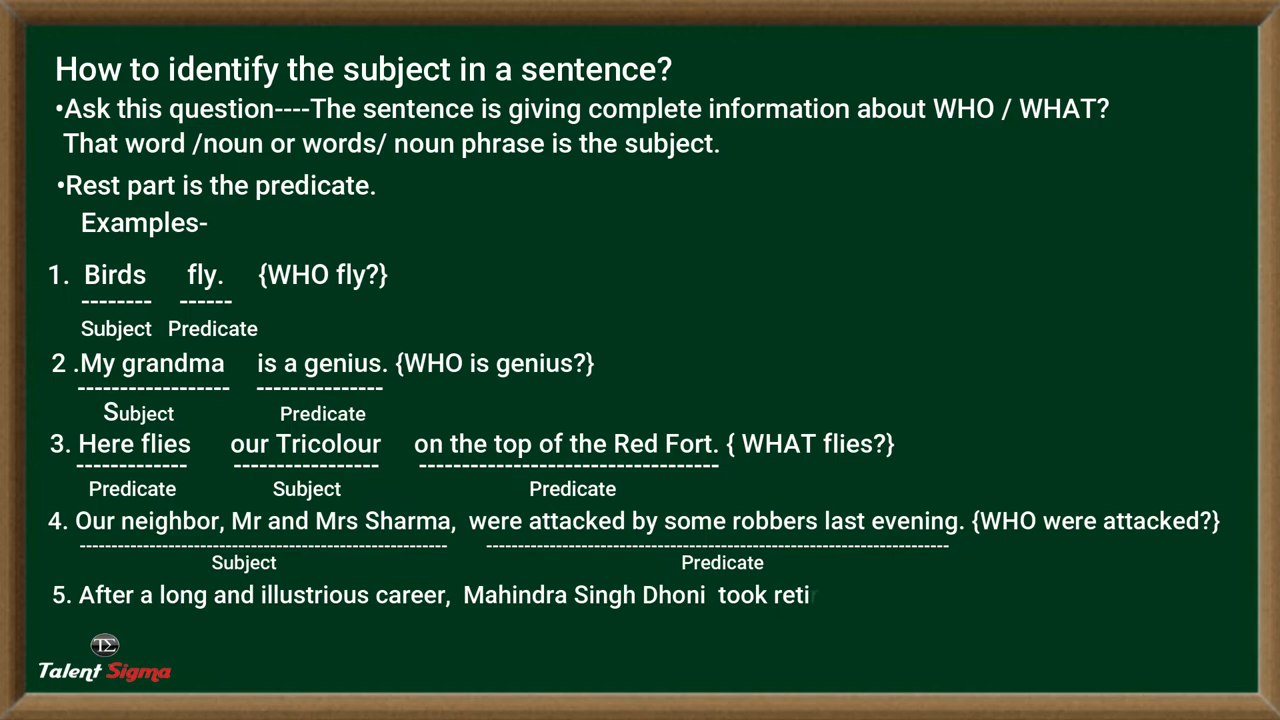 How to identify the subject in a sentence?
•Ask this question----The sentence is giving complete information about WHO / WHAT?
That word /noun or words/ noun phrase is the subject.
•Rest part is the predicate.
Examples-
1. Birds fly. {WHO fly?}
-------- ------
Subject Predicate
2 .My grandma is a genius. {WHO is genius?}
------------------ ---------------
Subject Predicate
3. Here flies our Tricolour on the top of the Red Fort. { WHAT flies?}
------------- ----------------- -----------------------------------
Predicate Subject Predicate
4. Our neighbor, Mr and Mrs Sharma, were attacked by some robbers last evening. {WHO were attacked?}
---------------------------------------------------- ------------------------------------------------------------------
Subject Predicate
5. After a long and illustrious career, Mahindra Singh Dhoni took reti
TΣ
Talent Sigma